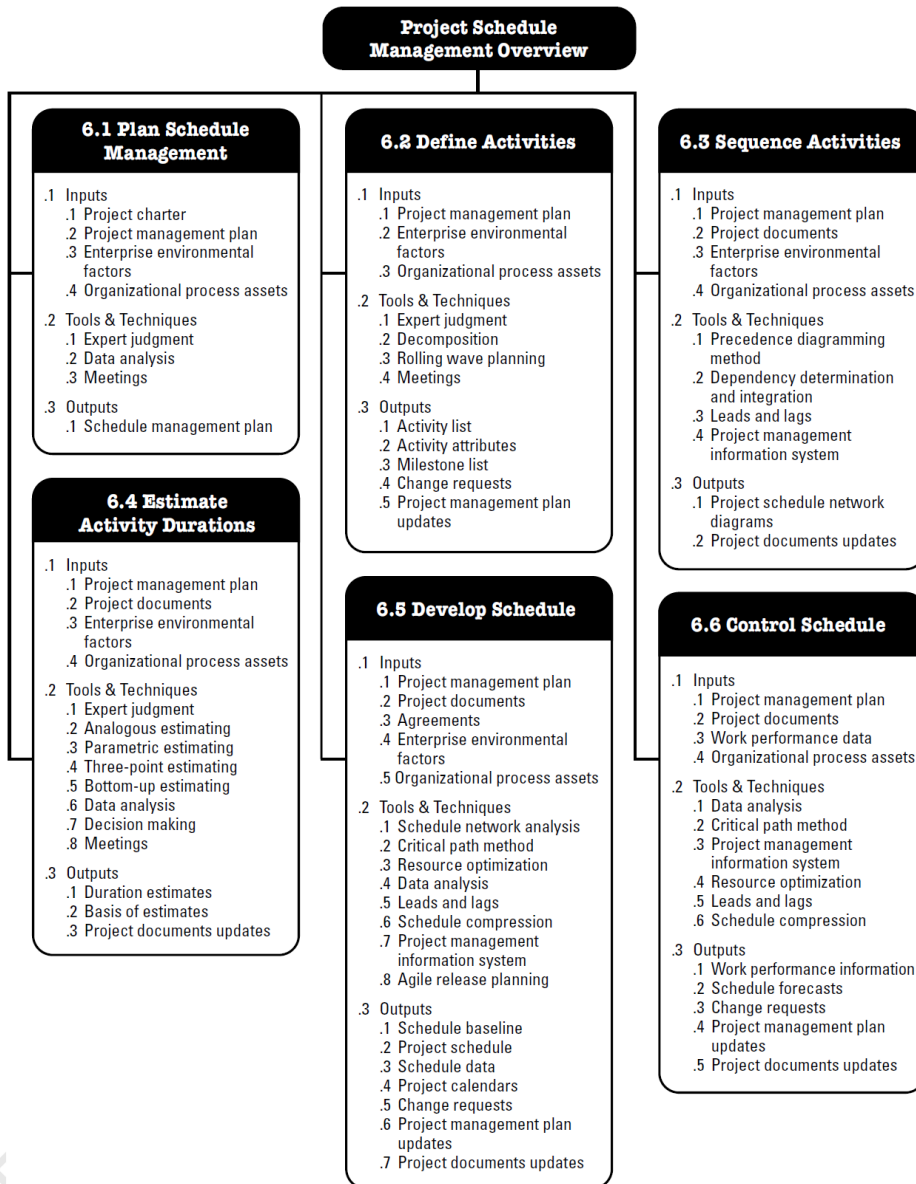 Project Schedule
Management Overview
6.1 Plan Schedule
Management
.1 Inputs
.1 Project charter
.2 Project management plan
.3 Enterprise environmental
factors
.4 Organizational process assets
.2 Tools & Techniques
.1 Expert judgment
.2 Data analysis
.3 Meetings
.3 Outputs
.1 Schedule management plan
6.2 Define Activities
.1 Inputs
.1 Project management plan
.2 Enterprise environmental
factors
.3 Organizational process assets
.2 Tools & Techniques
.1 Expert judgment
.2 Decomposition
.3 Rolling wave planning
.4 Meetings
.3 Outputs
.1 Activity list
.2 Activity attributes
.3 Milestone list
.4 Change requests
.5 Project management plan
updates
6.3 Sequence Activities
.1 Inputs
.1 Project management plan
.2 Project documents
.3 Enterprise environmental
factors
.4 Organizational process assets
.2 Tools & Techniques
.1 Precedence diagramming
method
.2 Dependency determination
and integration
.3 Leads and lags
.4 Project management
information system
.3 Outputs
.1 Project schedule network
diagrams
.2 Project documents updates
6.4 Estimate
Activity Durations
.1 Inputs
.1 Project management plan
.2 Project documents
.3 Enterprise environmental
factors
.4 Organizational process assets
.2 Tools & Techniques
.1 Expert judgment
.2 Analogous estimating
.3 Parametric estimating
.4 Three-point estimating
.5 Bottom-up estimating
.6 Data analysis
.7 Decision making
.8 Meetings
.3 Outputs
.1 Duration estimates
.2 Basis of estimates
.3 Project documents updates
6.5 Develop Schedule
.1 Inputs
.1 Project management plan
.2 Project documents
.3 Agreements
.4 Enterprise environmental
factors
.5 Organizational process assets
.2 Tools & Techniques
.1 Schedule network analysis
.2 Critical path method
.3 Resource optimization
.4 Data analysis
.5 Leads and lags
.6 Schedule compression
.7 Project management
information system
.8 Agile release planning
.3 Outputs
.1 Schedule baseline
.2 Project schedule
.3 Schedule data
.4 Project calendars
.5 Change requests
.6 Project management plan
updates
.7 Project documents updates
6.6 Control Schedule
.1 Inputs
.1 Project management plan
.2 Project documents
.3 Work performance data
.4 Organizational process assets
.2 Tools & Techniques
.1 Data analysis
.2 Critical path method
.3 Project management
information system
.4 Resource optimization
.5 Leads and lags
.6 Schedule compression
.3 Outputs
.1 Work performance information
.2 Schedule forecasts
.3 Change requests
.4 Project management plan
updates
.5 Project documents updates